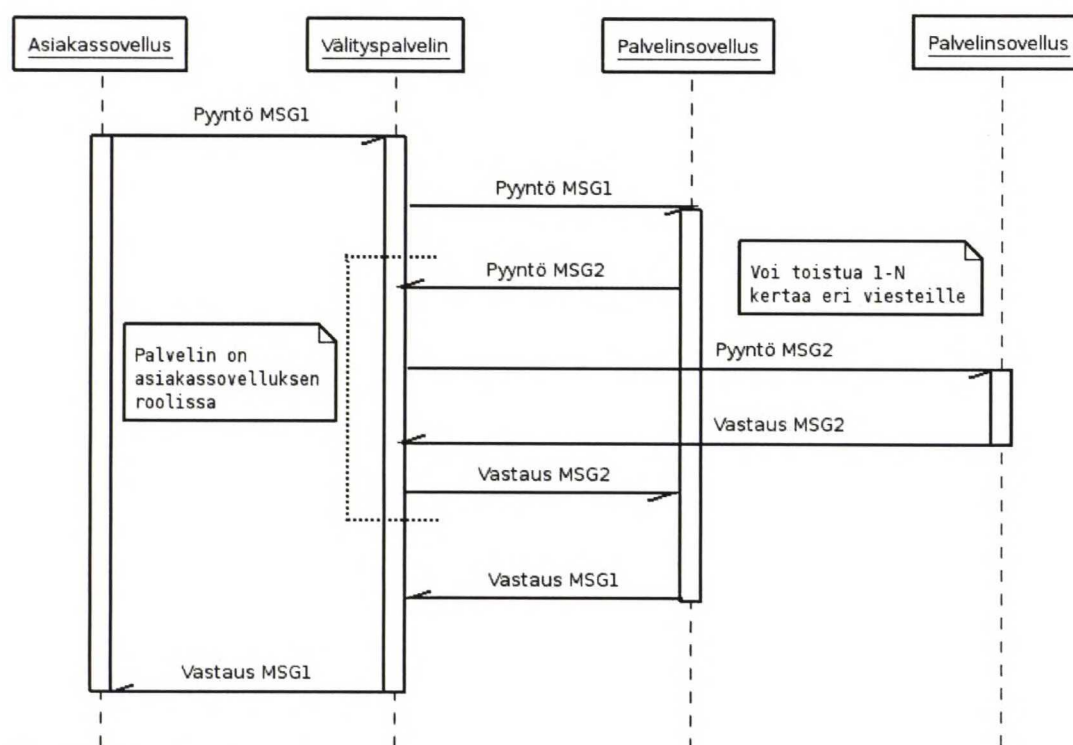 Asiakassovellus
Välityspalvelin
Palvelinsovellus
Palvelinsovellus
Pyyntö MSG1
Pyyntö MSG1
Pyyntö MSG2
Voi toistua 1-N
kertaa eri viesteille
Palvelin on
asiakassovelluksen
roolissa
Pyyntö MSG2
Vastaus MSG2
Vastaus MSG2
Vastaus MSG1
Vastaus MSG1